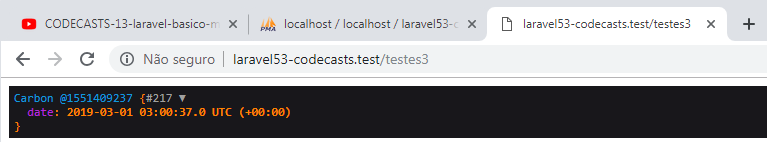 CODECASTS-13-laravel-basico-m
PMA localhost / localhost / laravel53-c
laravel53-codecasts.test/testes3
Não seguro | laravel53-codecasts.test/testes3
Carbon @1551409237 {#217 ▼
date: 2019-03-01 03:00:37.0 UTC (+00:00)
}